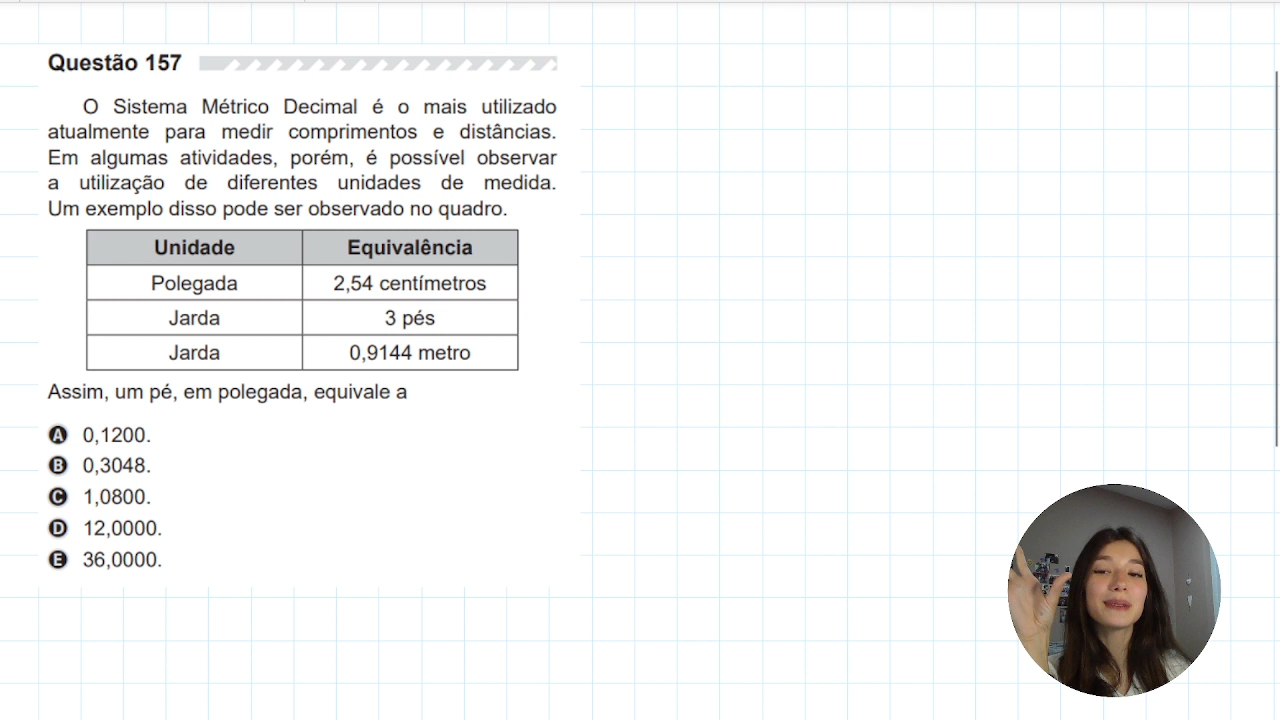 Questão 157
O Sistema Métrico Decimal é o mais utilizado
atualmente para medir comprimentos e distâncias.
Em algumas atividades, porém, é possível observar
a utilização de diferentes unidades de medida.
Um exemplo disso pode ser observado no quadro.
Unidade Equivalência
Polegada 2,54 centímetros
Jarda 3 pés
Jarda 0,9144 metro
Assim, um pé, em polegada, equivale a
A 0,1200.
B 0,3048.
C 1,0800.
D 12,0000.
E 36,0000.